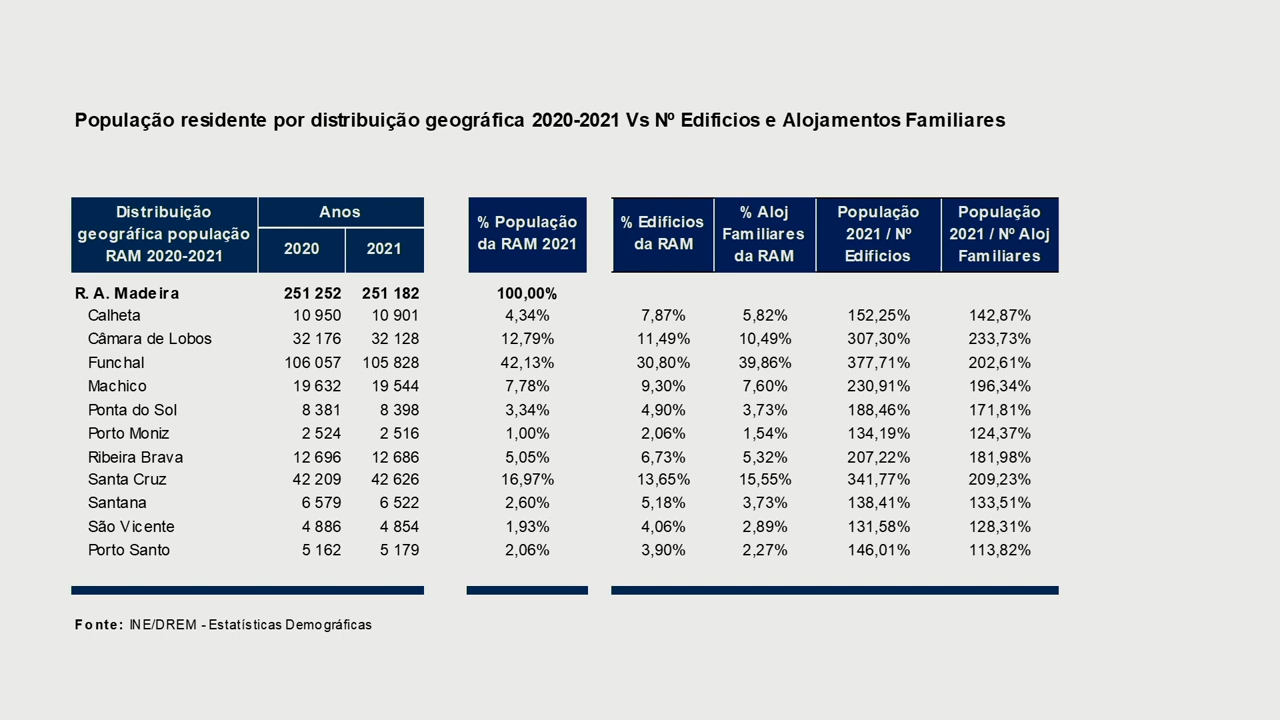 População residente por distribuição geográfica 2020-2021 Vs Nº Edificios e Alojamentos Familiares
Distribuição geográfica população RAM 2020-2021 Anos 2020 2021 % População da RAM 2021 % Edificios da RAM % Aloj Familiares da RAM População 2021 / Nº Edificios População 2021 / Nº Aloj Familiares
R. A. Madeira 251 252 251 182 100,00%
Calheta 10 950 10 901 4,34% 7,87% 5,82% 152,25% 142,87%
Câmara de Lobos 32 176 32 128 12,79% 11,49% 10,49% 307,30% 233,73%
Funchal 106 057 105 828 42,13% 30,80% 39,86% 377,71% 202,61%
Machico 19 632 19 544 7,78% 9,30% 7,60% 230,91% 196,34%
Ponta do Sol 8 381 8 398 3,34% 4,90% 3,73% 188,46% 171,81%
Porto Moniz 2 524 2 516 1,00% 2,06% 1,54% 134,19% 124,37%
Ribeira Brava 12 696 12 686 5,05% 6,73% 5,32% 207,22% 181,98%
Santa Cruz 42 209 42 626 16,97% 13,65% 15,55% 341,77% 209,23%
Santana 6 579 6 522 2,60% 5,18% 3,73% 138,41% 133,51%
São Vicente 4 886 4 854 1,93% 4,06% 2,89% 131,58% 128,31%
Porto Santo 5 162 5 179 2,06% 3,90% 2,27% 146,01% 113,82%
Fonte: INE/DREM - Estatísticas Demográficas